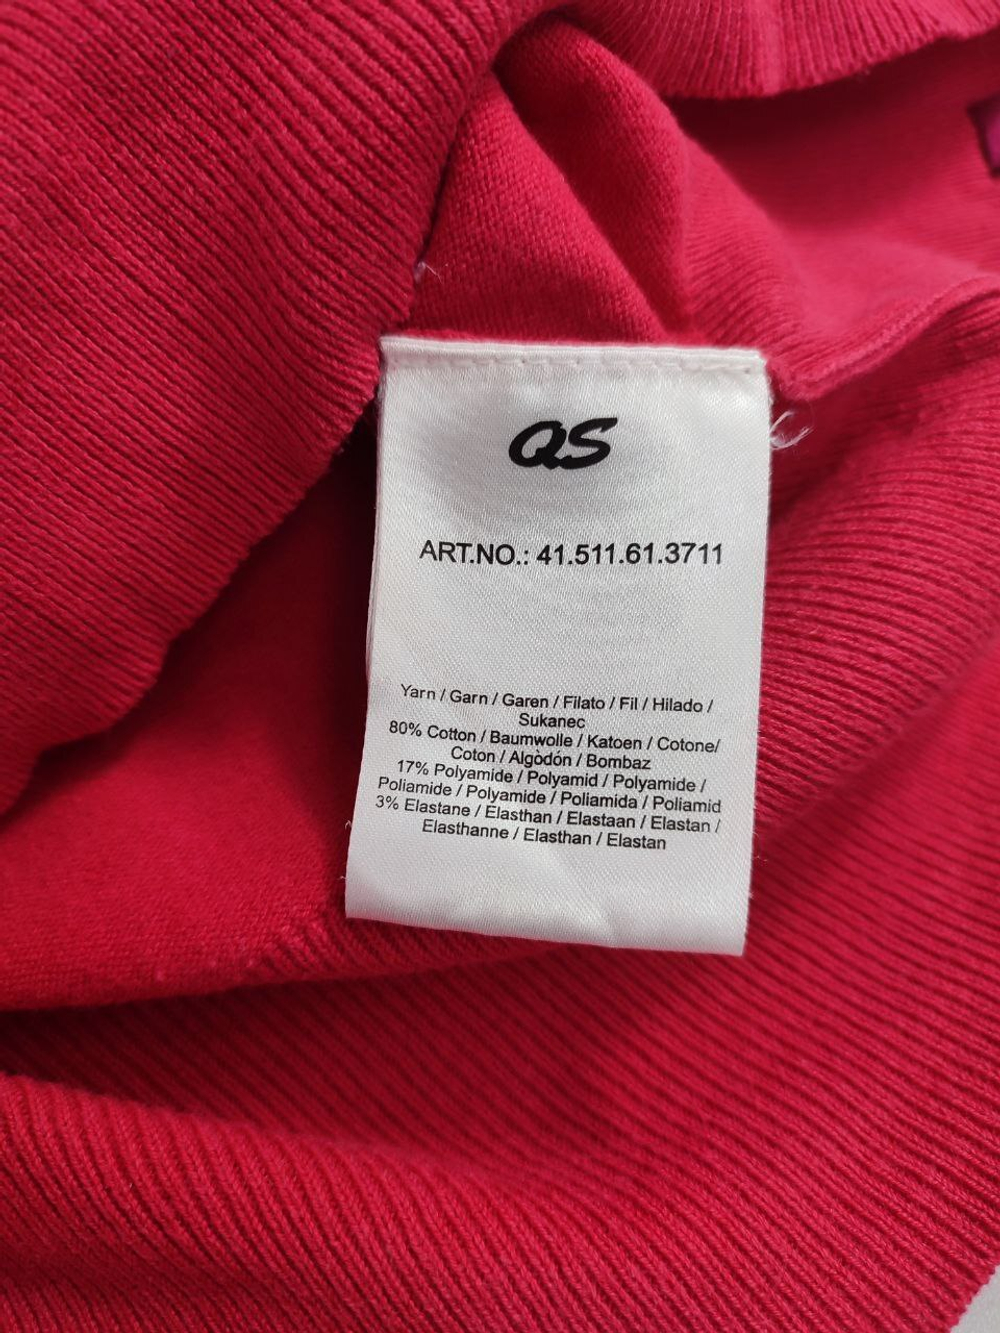 QS
ART.NO.: 41.511.61.3711
Yarn / Garn / Garen / Filato / Fil / Hilado /
Sukanec
80% Cotton / Baumwolle / Katoen / Cotone/
Coton / Algòdón / Bombaz
17% Polyamide / Polyamid / Polyamide /
Poliamide / Polyamide / Poliamida / Poliamid
3% Elastane / Elasthan / Elastaan / Elastan /
Elasthanne / Elasthan / Elastan